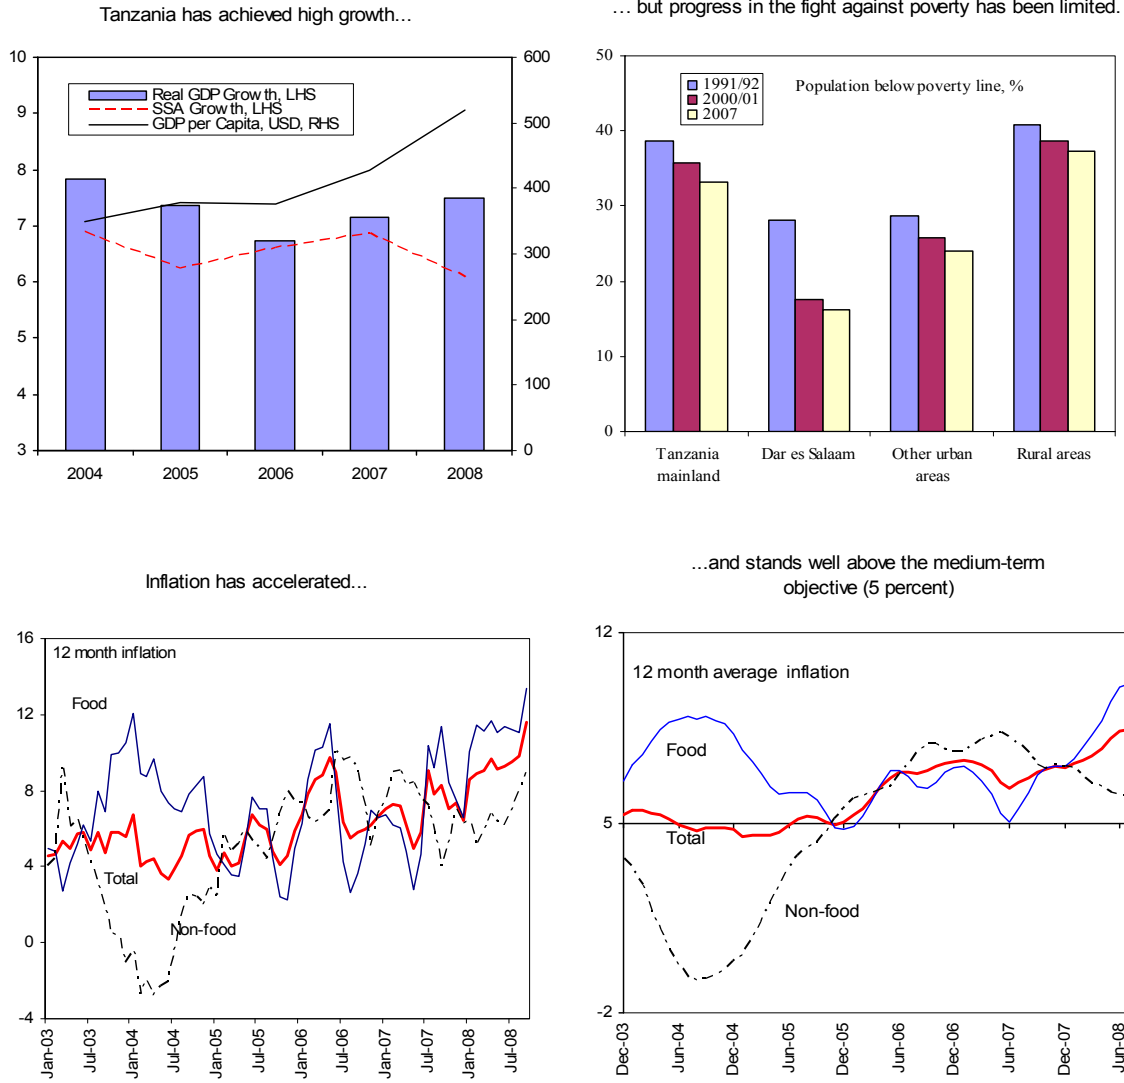 Tanzania has achieved high growth...
10
9
8
7
6
5
4
3
600
500
400
300
200
100
0
Real GDP Growth, LHS
SSA Growth, LHS
GDP per Capita, USD, RHS
2004 2005 2006 2007 2008
... but progress in the fight against poverty has been limited.
50
40
30
20
10
0
1991/92
2000/01
2007
Population below poverty line, %
Tanzania mainland
Dar es Salaam
Other urban areas
Rural areas
Inflation has accelerated...
16
12
8
4
0
-4
12 month inflation
Food
Total
Non-food
Jan-03 Jul-03 Jan-04 Jul-04 Jan-05 Jul-05 Jan-06 Jul-06 Jan-07 Jul-07 Jan-08 Jul-08
...and stands well above the medium-term
objective (5 percent)
12
5
-2
12 month average inflation
Food
Total
Non-food
Dec-03 Jun-04 Dec-04 Jun-05 Dec-05 Jun-06 Dec-06 Jun-07 Dec-07 Jun-08